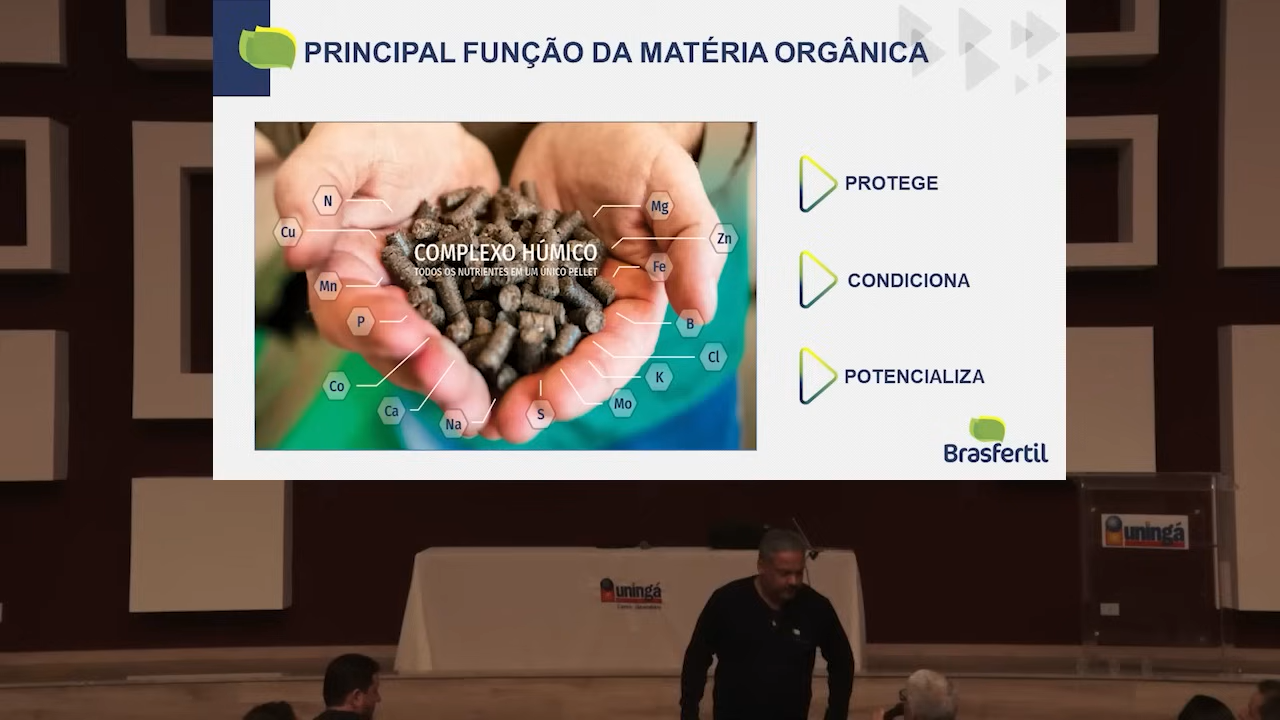 PRINCIPAL FUNÇÃO DA MATÉRIA ORGÂNICA
N
Cu
Mn
P
Co
Ca
Na
S
Mo
K
Cl
B
Fe
Zn
Mg
COMPLEXO HÚMICO
TODOS OS NUTRIENTES EM UM ÚNICO PELLET
PROTEGE
CONDICIONA
POTENCIALIZA
Brasfertil
uningá
uningá